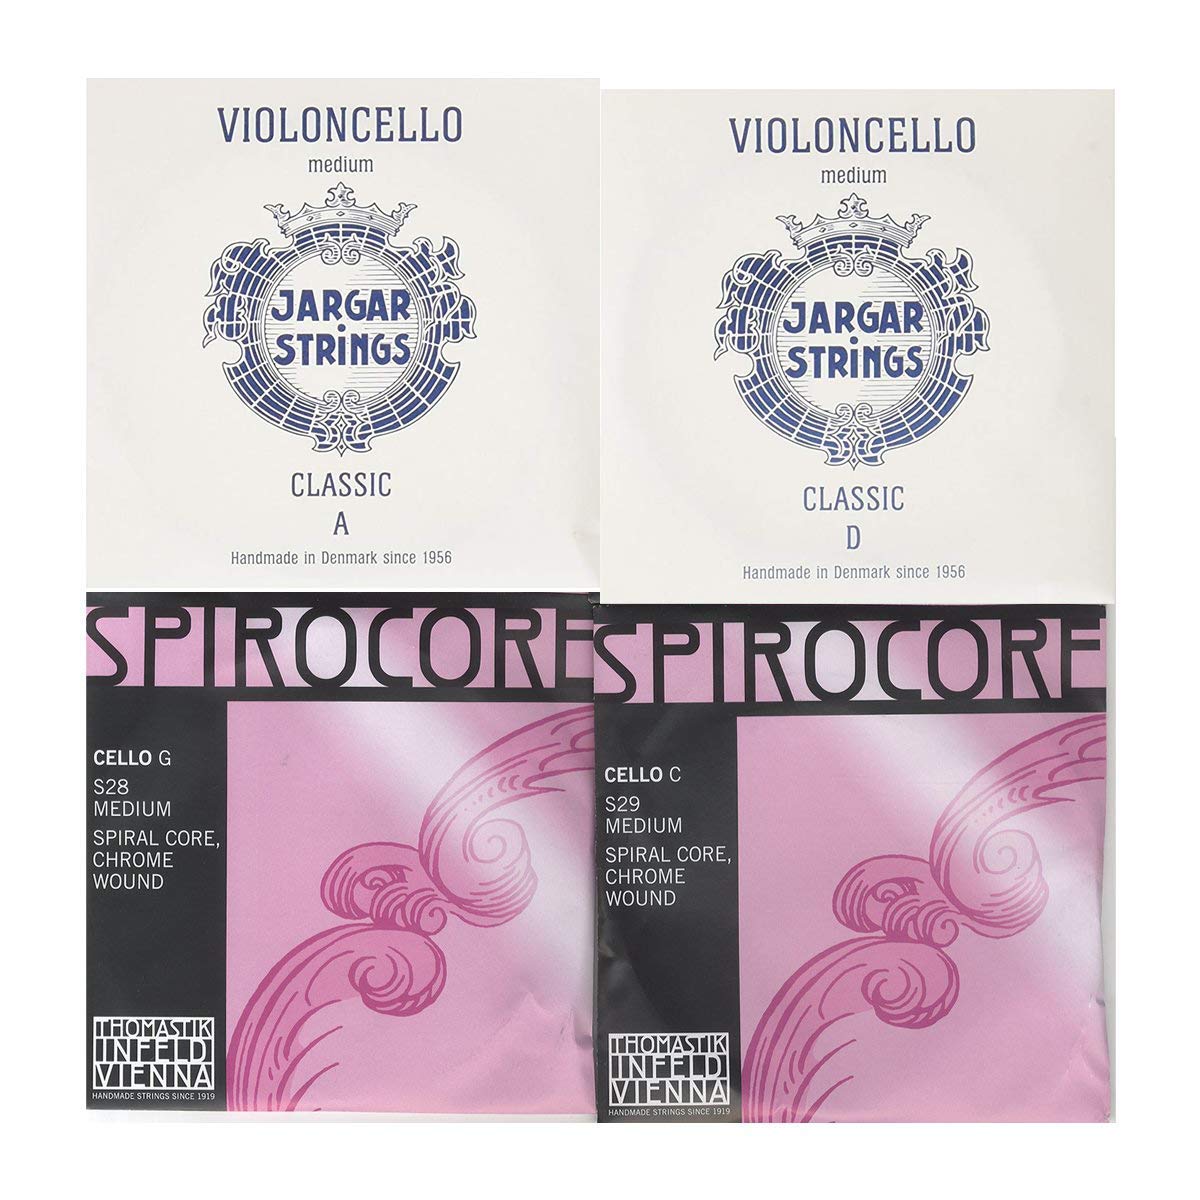 VIOLONCELLO
medium
JARGAR
STRiNGS
CLASSIC
A
Handmade in Denmark since 1956
VIOLONCELLO
medium
JARGAR
STRiNGS
CLASSIC
D
Handmade in Denmark since 1956
SPIROCORE
CELLO G
S28
MEDIUM
SPIRAL CORE,
CHROME
WOUND
THOMASTIK
INFELD
VIENNA
HANDMADE STRINGS SINCE 1919
SPIROCORE
CELLO C
S29
MEDIUM
SPIRAL CORE,
CHROME
WOUND
THOMASTIK
INFELD
VIENNA
HANDMADE STRINGS SINCE 1919